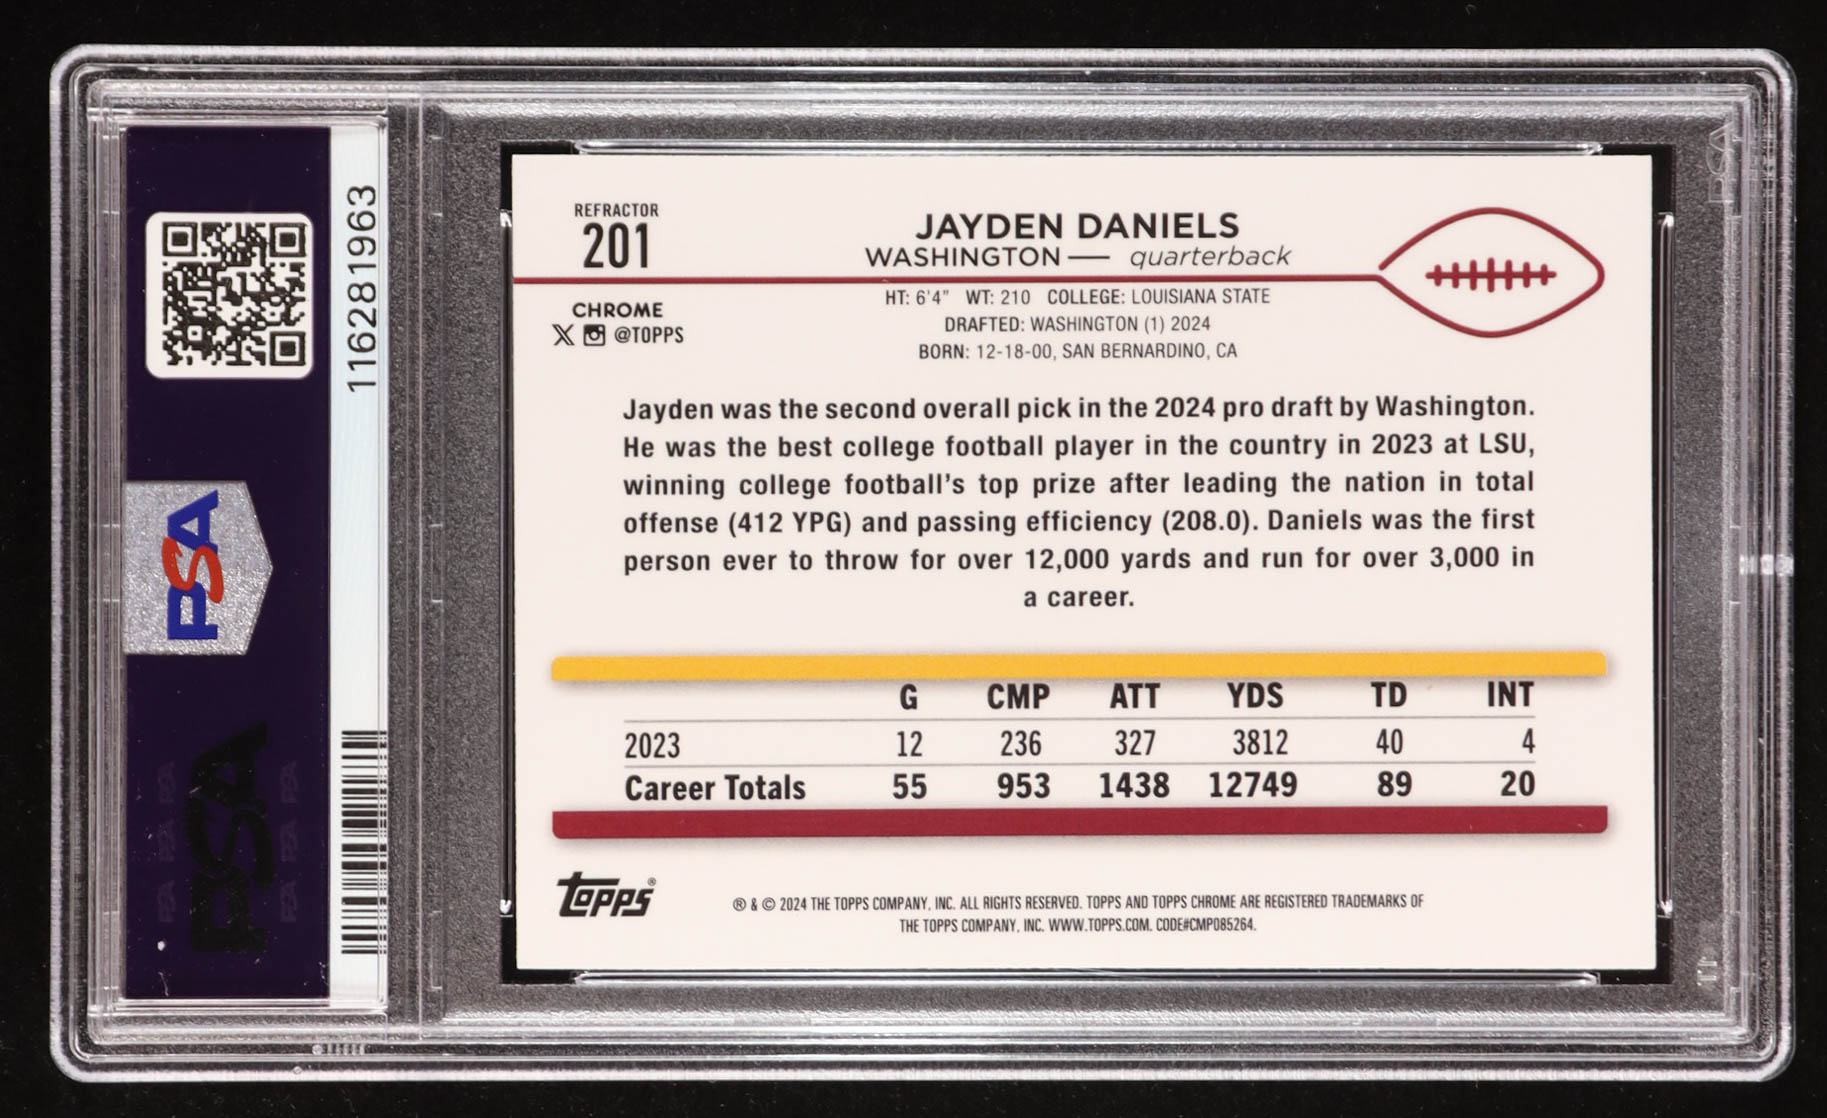 116281963
PSA
PSA
REFRACTOR
201
JAYDEN DANIELS
WASHINGTON — quarterback
CHROME
@TOPPS
HT: 6'4" WT: 210 COLLEGE: LOUISIANA STATE
DRAFTED: WASHINGTON (1) 2024
BORN: 12-18-00, SAN BERNARDINO, CA
Jayden was the second overall pick in the 2024 pro draft by Washington.
He was the best college football player in the country in 2023 at LSU,
winning college football's top prize after leading the nation in total
offense (412 YPG) and passing efficiency (208.0). Daniels was the first
person ever to throw for over 12,000 yards and run for over 3,000 in
a career.
G CMP ATT YDS TD INT
2023 12 236 327 3812 40 4
Career Totals 55 953 1438 12749 89 20
Topps®
® & © 2024 THE TOPPS COMPANY, INC. ALL RIGHTS RESERVED. TOPPS AND TOPPS CHROME ARE REGISTERED TRADEMARKS OF
THE TOPPS COMPANY, INC. WWW.TOPPS.COM. CODE#CMP085264.
PSA